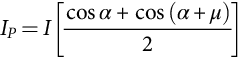 I_P = I [ (cos α + cos (α + μ)) / 2 ]